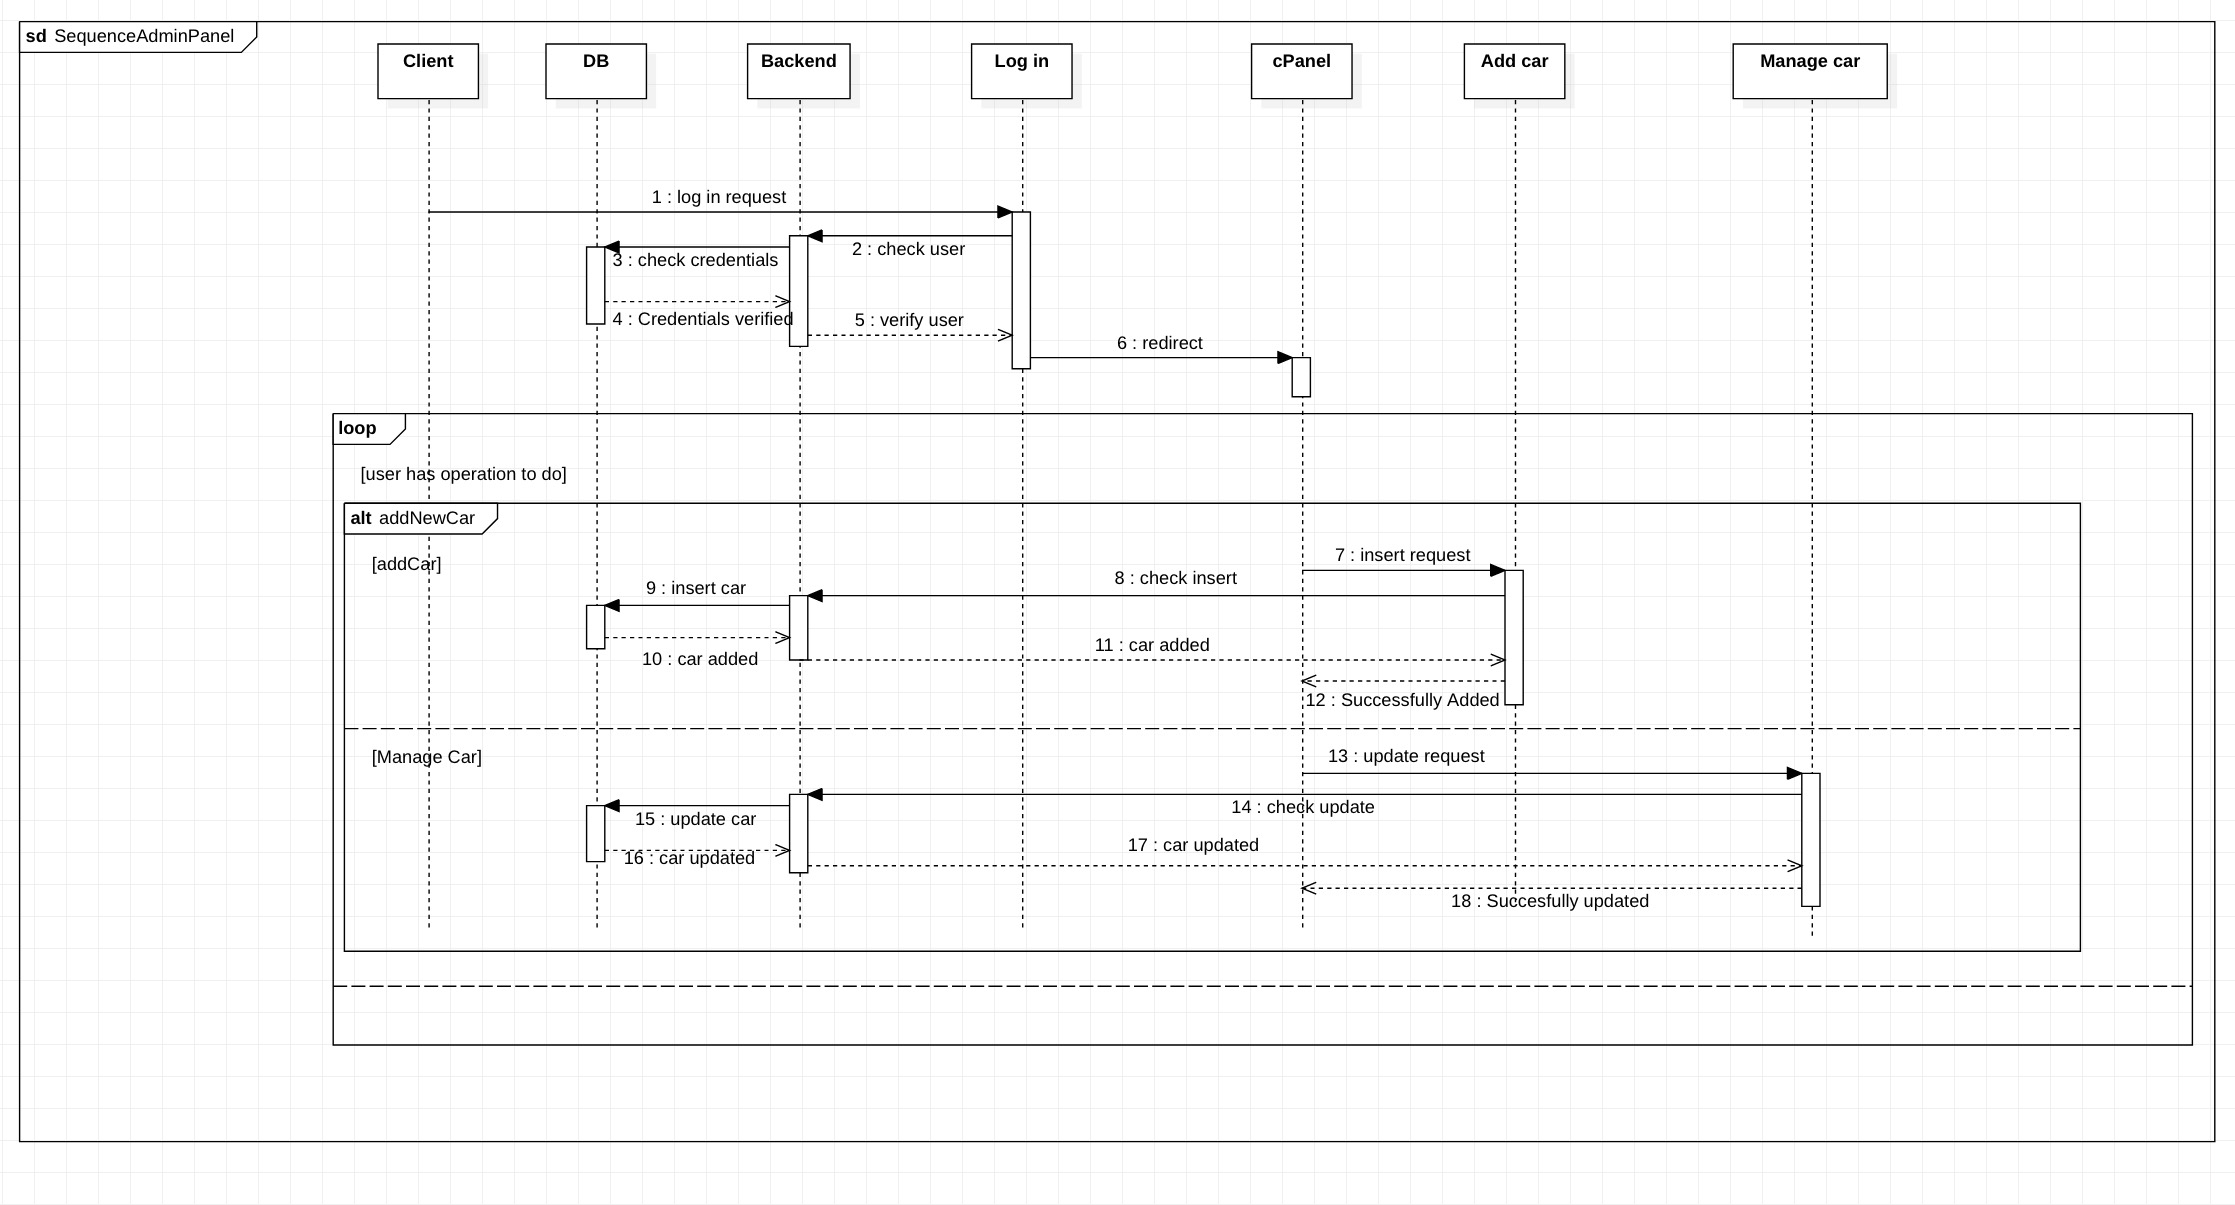 sd SequenceAdminPanel
Client
DB
Backend
Log in
cPanel
Add car
Manage car
1 : log in request
2 : check user
3 : check credentials
4 : Credentials verified
5 : verify user
6 : redirect
loop
[user has operation to do]
alt addNewCar
[addCar]
7 : insert request
8 : check insert
9 : insert car
10 : car added
11 : car added
12 : Successfully Added
[Manage Car]
13 : update request
14 : check update
15 : update car
16 : car updated
17 : car updated
18 : Succesfully updated